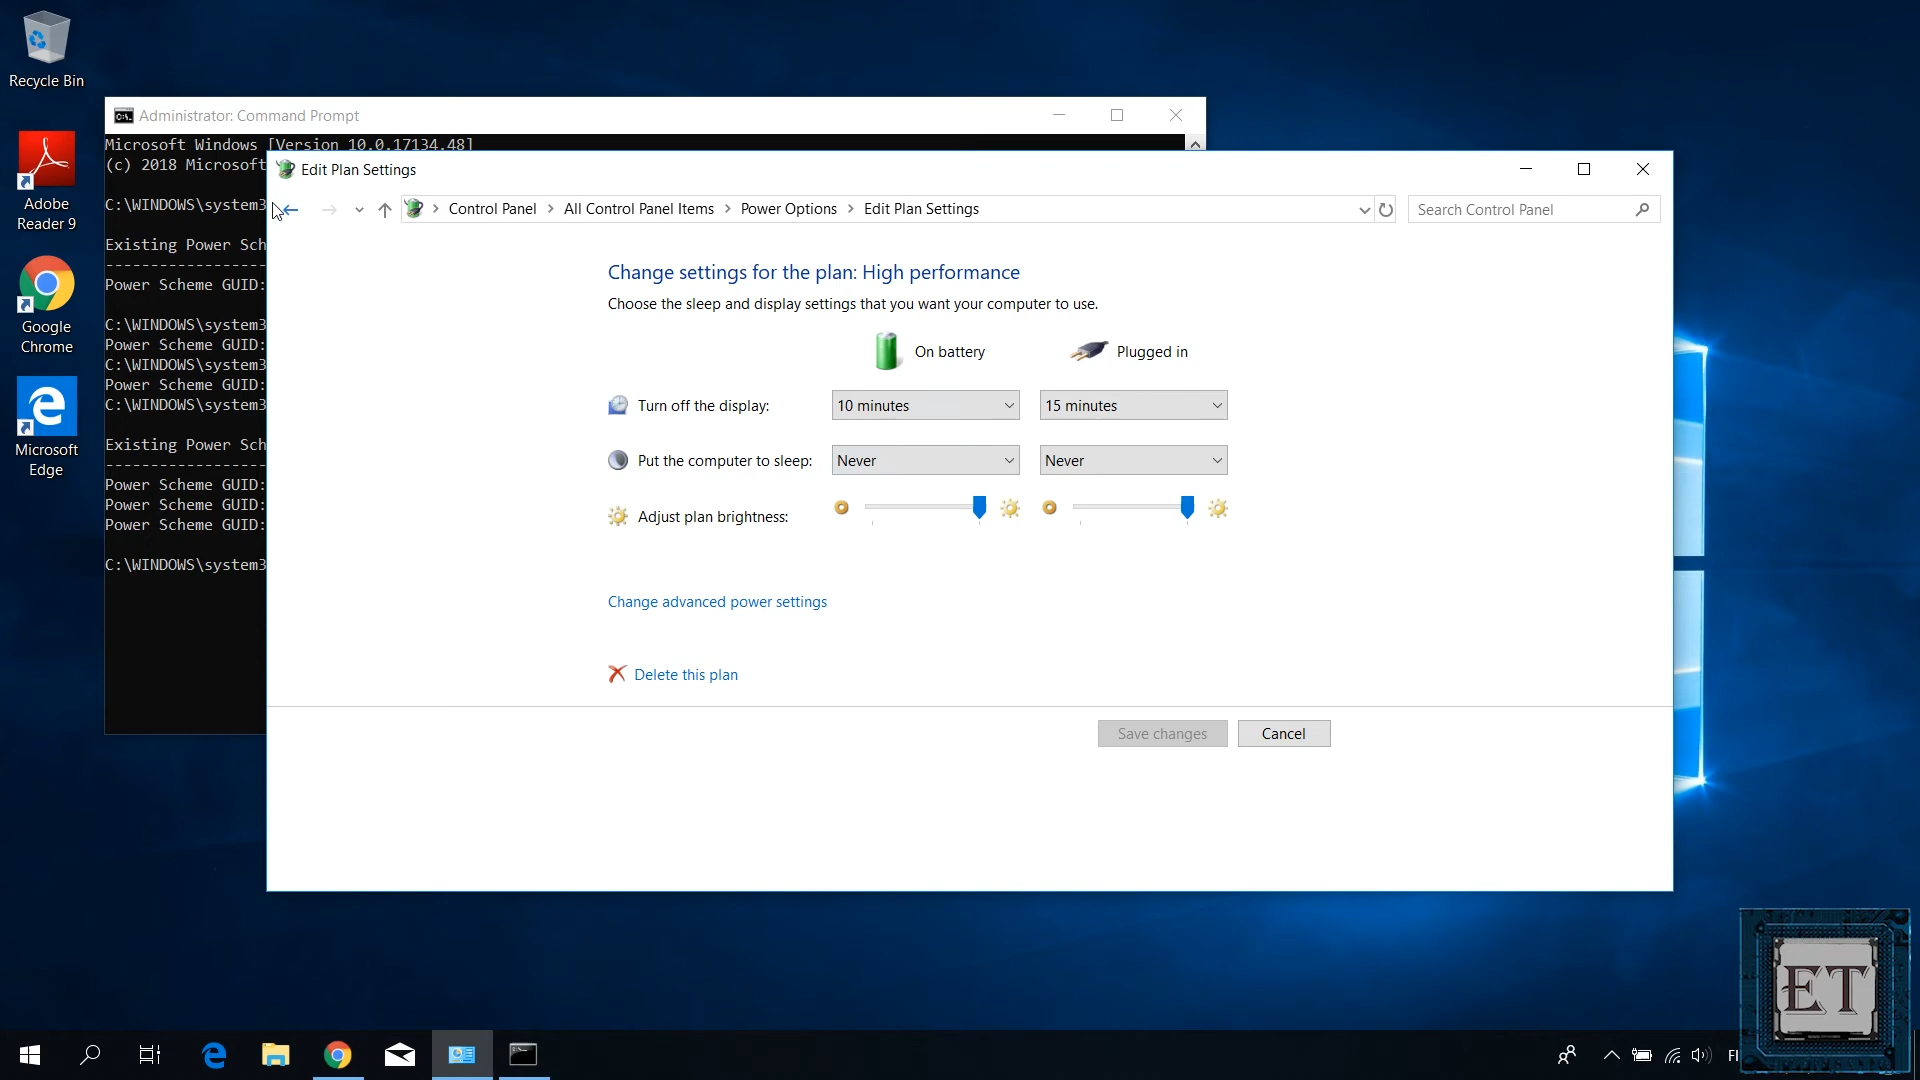 Recycle Bin
Adobe
Reader 9
Google
Chrome
Microsoft
Edge
Administrator: Command Prompt
Microsoft Windows [Version 10.0.17134.48]
(c) 2018 Microsoft
C:\WINDOWS\system3
Existing Power Sch
------------------
Power Scheme GUID:
C:\WINDOWS\system3
Power Scheme GUID:
C:\WINDOWS\system3
Power Scheme GUID:
C:\WINDOWS\system3
Existing Power Sch
------------------
Power Scheme GUID:
Power Scheme GUID:
Power Scheme GUID:
C:\WINDOWS\system3
Edit Plan Settings
Control Panel > All Control Panel Items > Power Options > Edit Plan Settings
Search Control Panel
Change settings for the plan: High performance
Choose the sleep and display settings that you want your computer to use.
On battery Plugged in
Turn off the display: 10 minutes 15 minutes
Put the computer to sleep: Never Never
Adjust plan brightness:
Change advanced power settings
Delete this plan
Save changes Cancel
ET